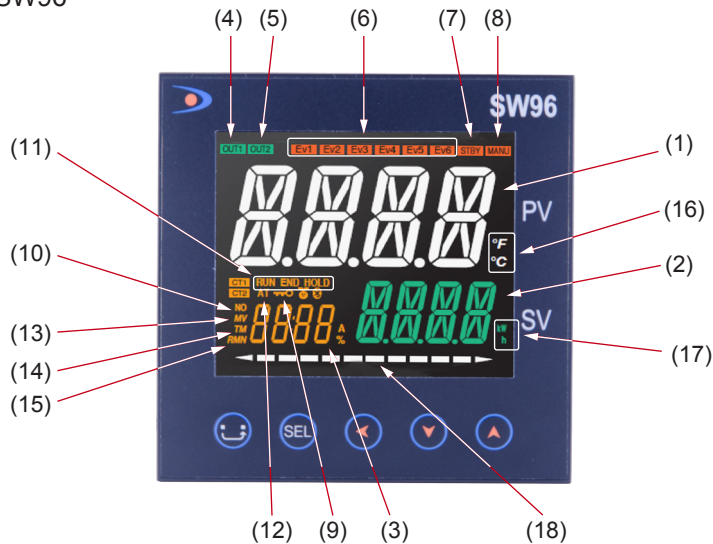 SW96
(4) (5) (6) (7) (8)
SW96
OUT1 OUT2 Ev1 Ev2 Ev3 Ev4 Ev5 Ev6 STBY MANU
(11)
(1)
PV
°F
°C
(16)
(10)
CT1 RUN END HOLD
CT2 AT
(2)
NO
MV
TM
RMN
A
%
SV
kW
h
(13)
(14)
(15)
(17)
SEL
(12) (9) (3) (18)